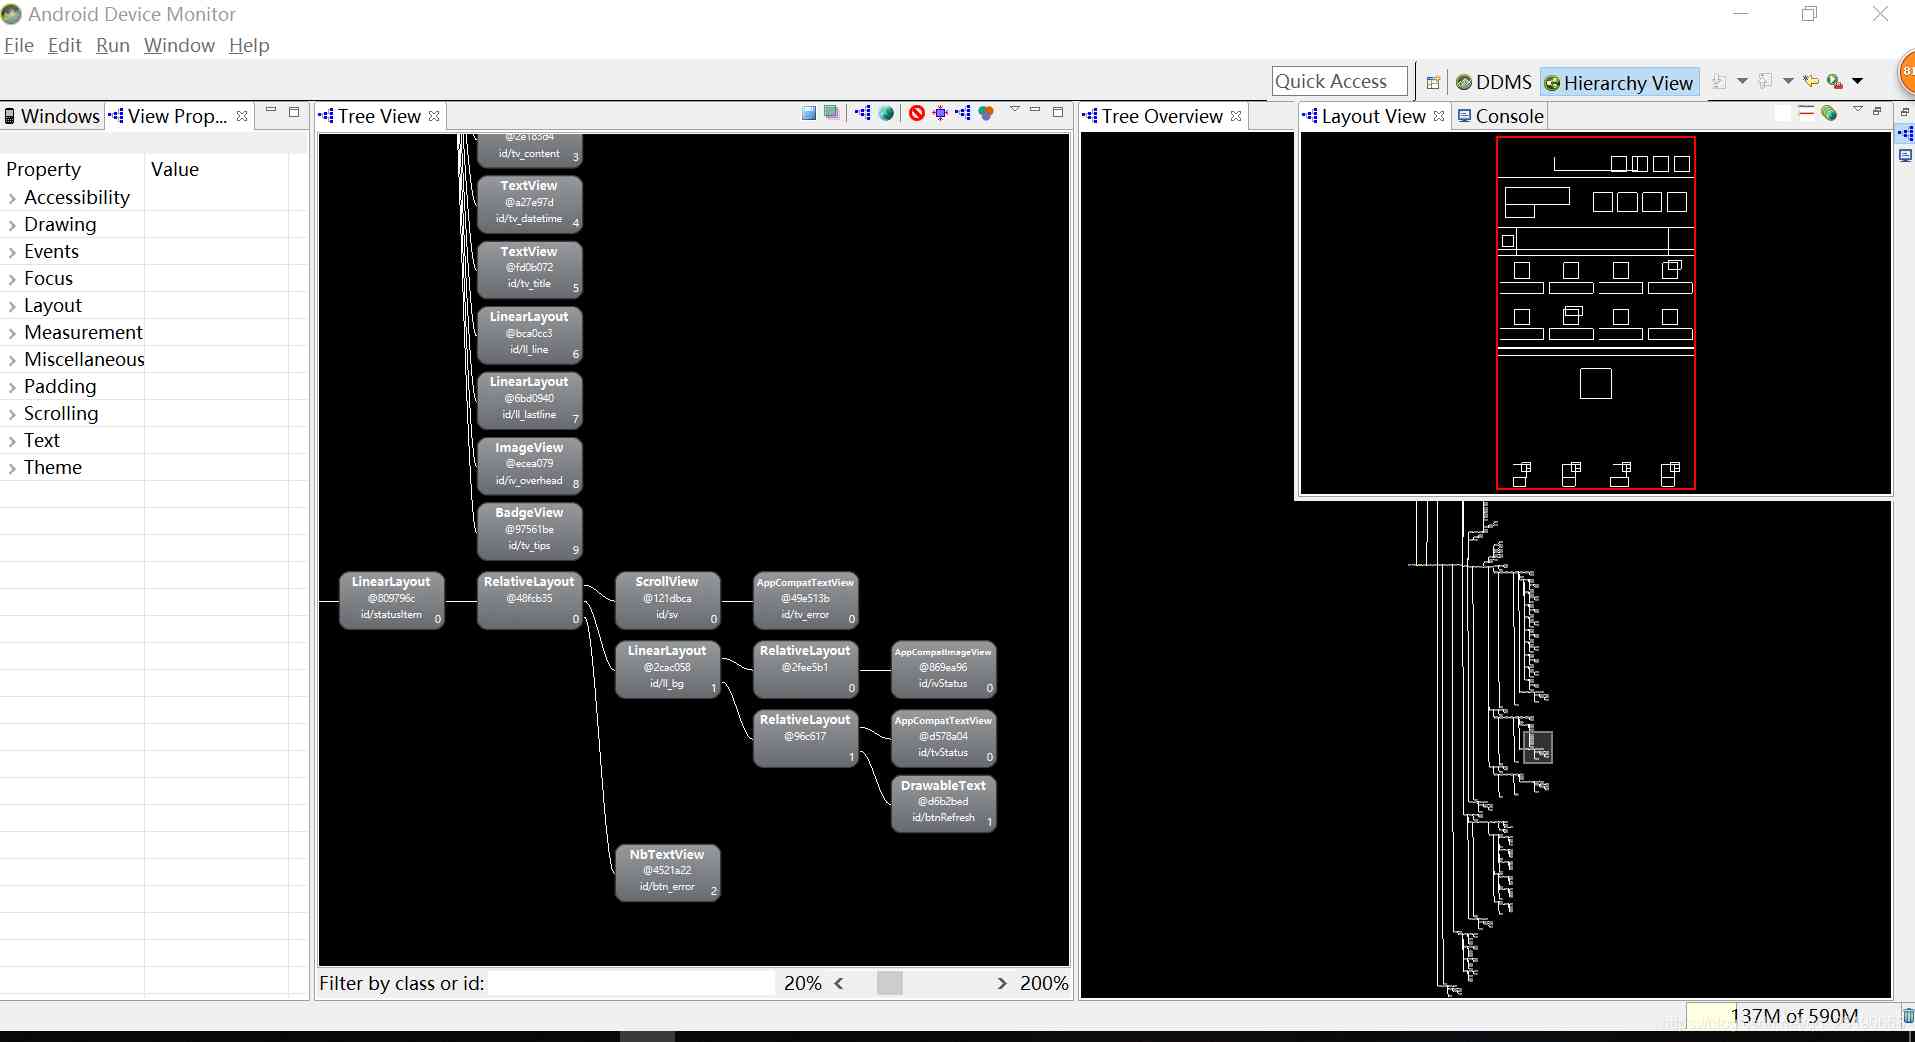 Android Device Monitor
File Edit Run Window Help
Quick Access DDMS Hierarchy View 81
Windows View Prop... Tree View Tree Overview Layout View Console
Property Value
Accessibility
Drawing
Events
Focus
Layout
Measurement
Miscellaneous
Padding
Scrolling
Text
Theme
@2e183d4
id/tv_content 3
TextView
@a27e97d
id/tv_datetime 4
TextView
@fd0b072
id/tv_title 5
LinearLayout
@bca0cc3
id/ll_line 6
LinearLayout
@6bd0940
id/ll_lastline 7
ImageView
@ecea079
id/iv_overhead 8
BadgeView
@97561be
id/tv_tips 9
LinearLayout
@809796c
id/statusItem 0
RelativeLayout
@48fcb35
0
ScrollView
@121dbca
id/sv 0
AppCompatTextView
@49e513b
id/tv_error 0
LinearLayout
@2cac058
id/ll_bg 1
RelativeLayout
@2fee5b1
0
AppCompatImageView
@869ea96
id/ivStatus 0
RelativeLayout
@96c617
1
AppCompatTextView
@d578a04
id/tvStatus 0
DrawableText
@d6b2bed
id/btnRefresh 1
NbTextView
@4521a22
id/btn_error 2
Filter by class or id: 20% < > 200%
137M of 590M